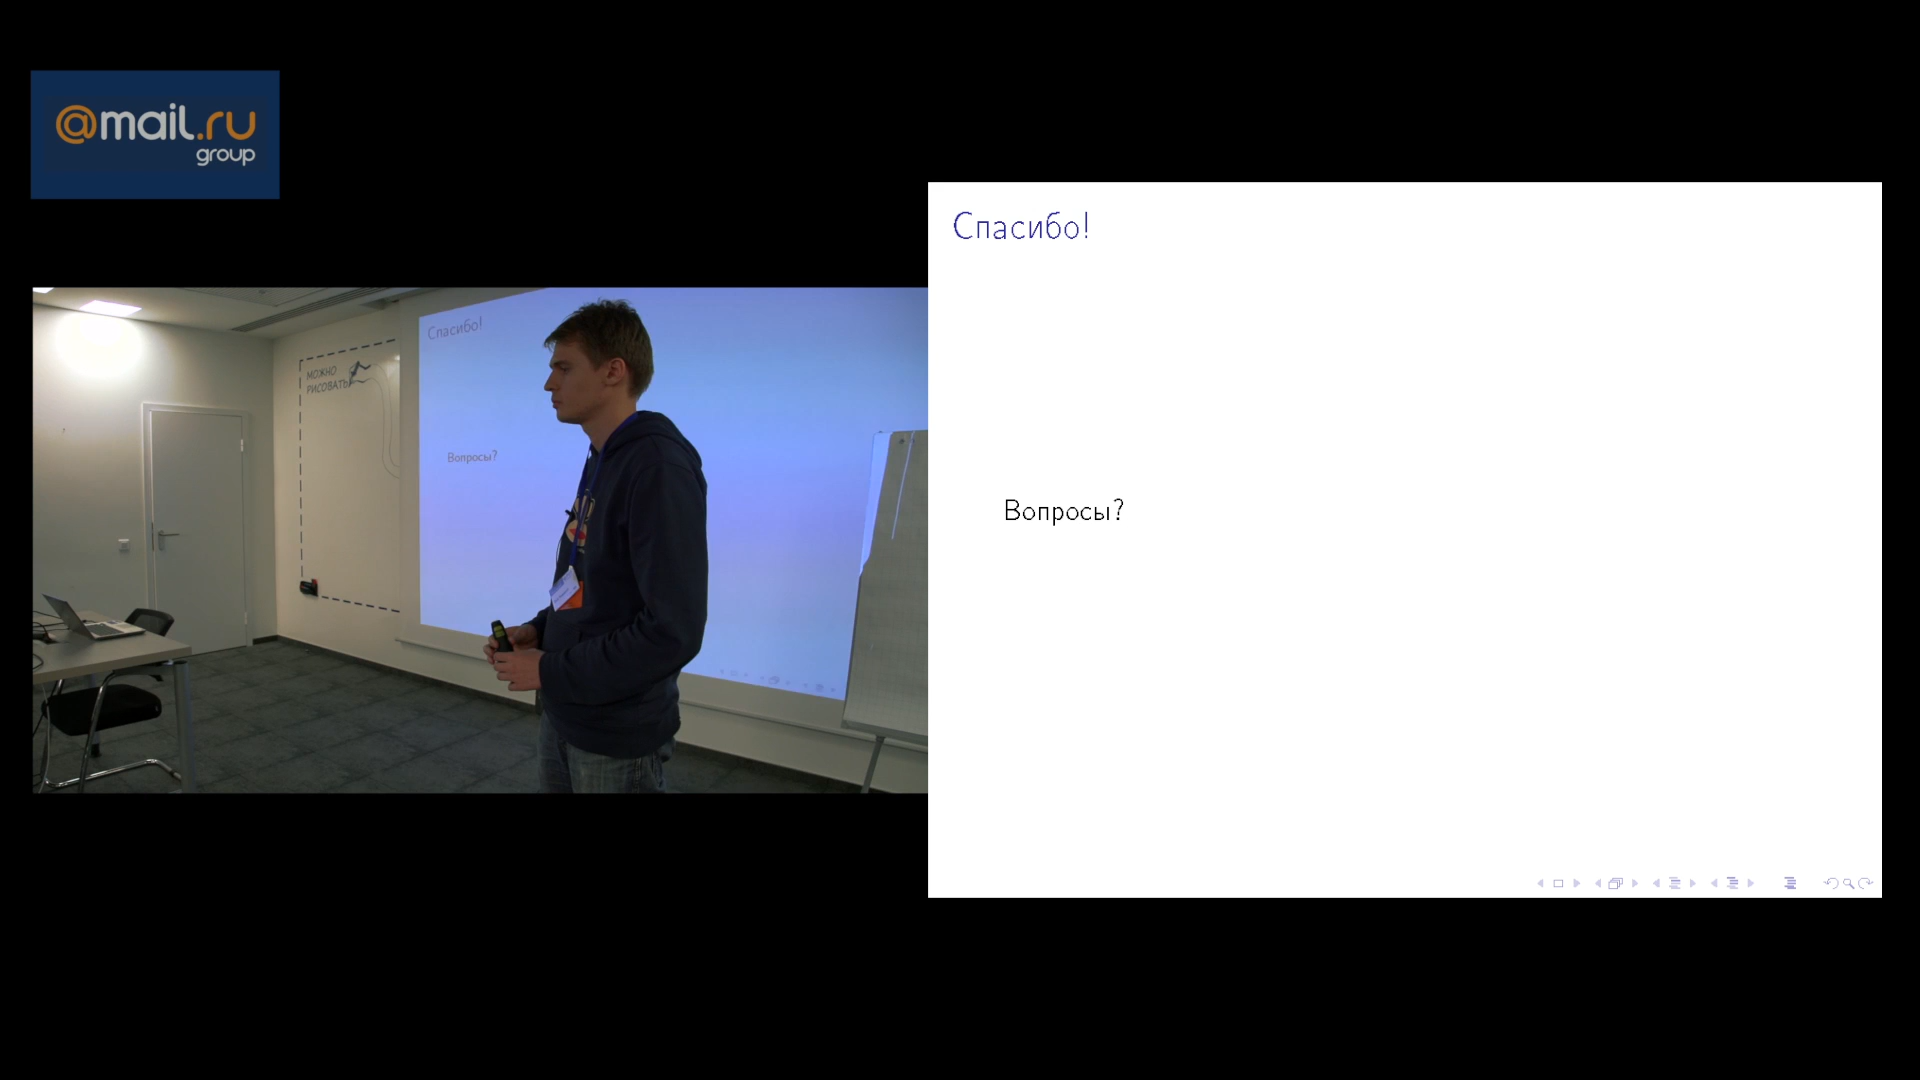 @mail.ru
group
МОЖНО
РИСОВАТЬ
Спасибо!
Вопросы?
Спасибо!
Вопросы?